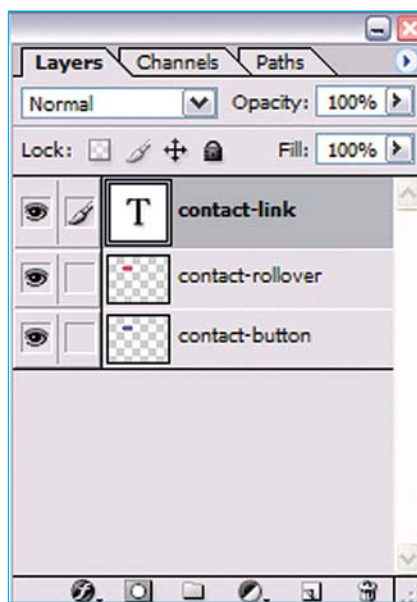 Layers Channels Paths
Normal Opacity: 100%
Lock: Fill: 100%
T contact-link
contact-rollover
contact-button